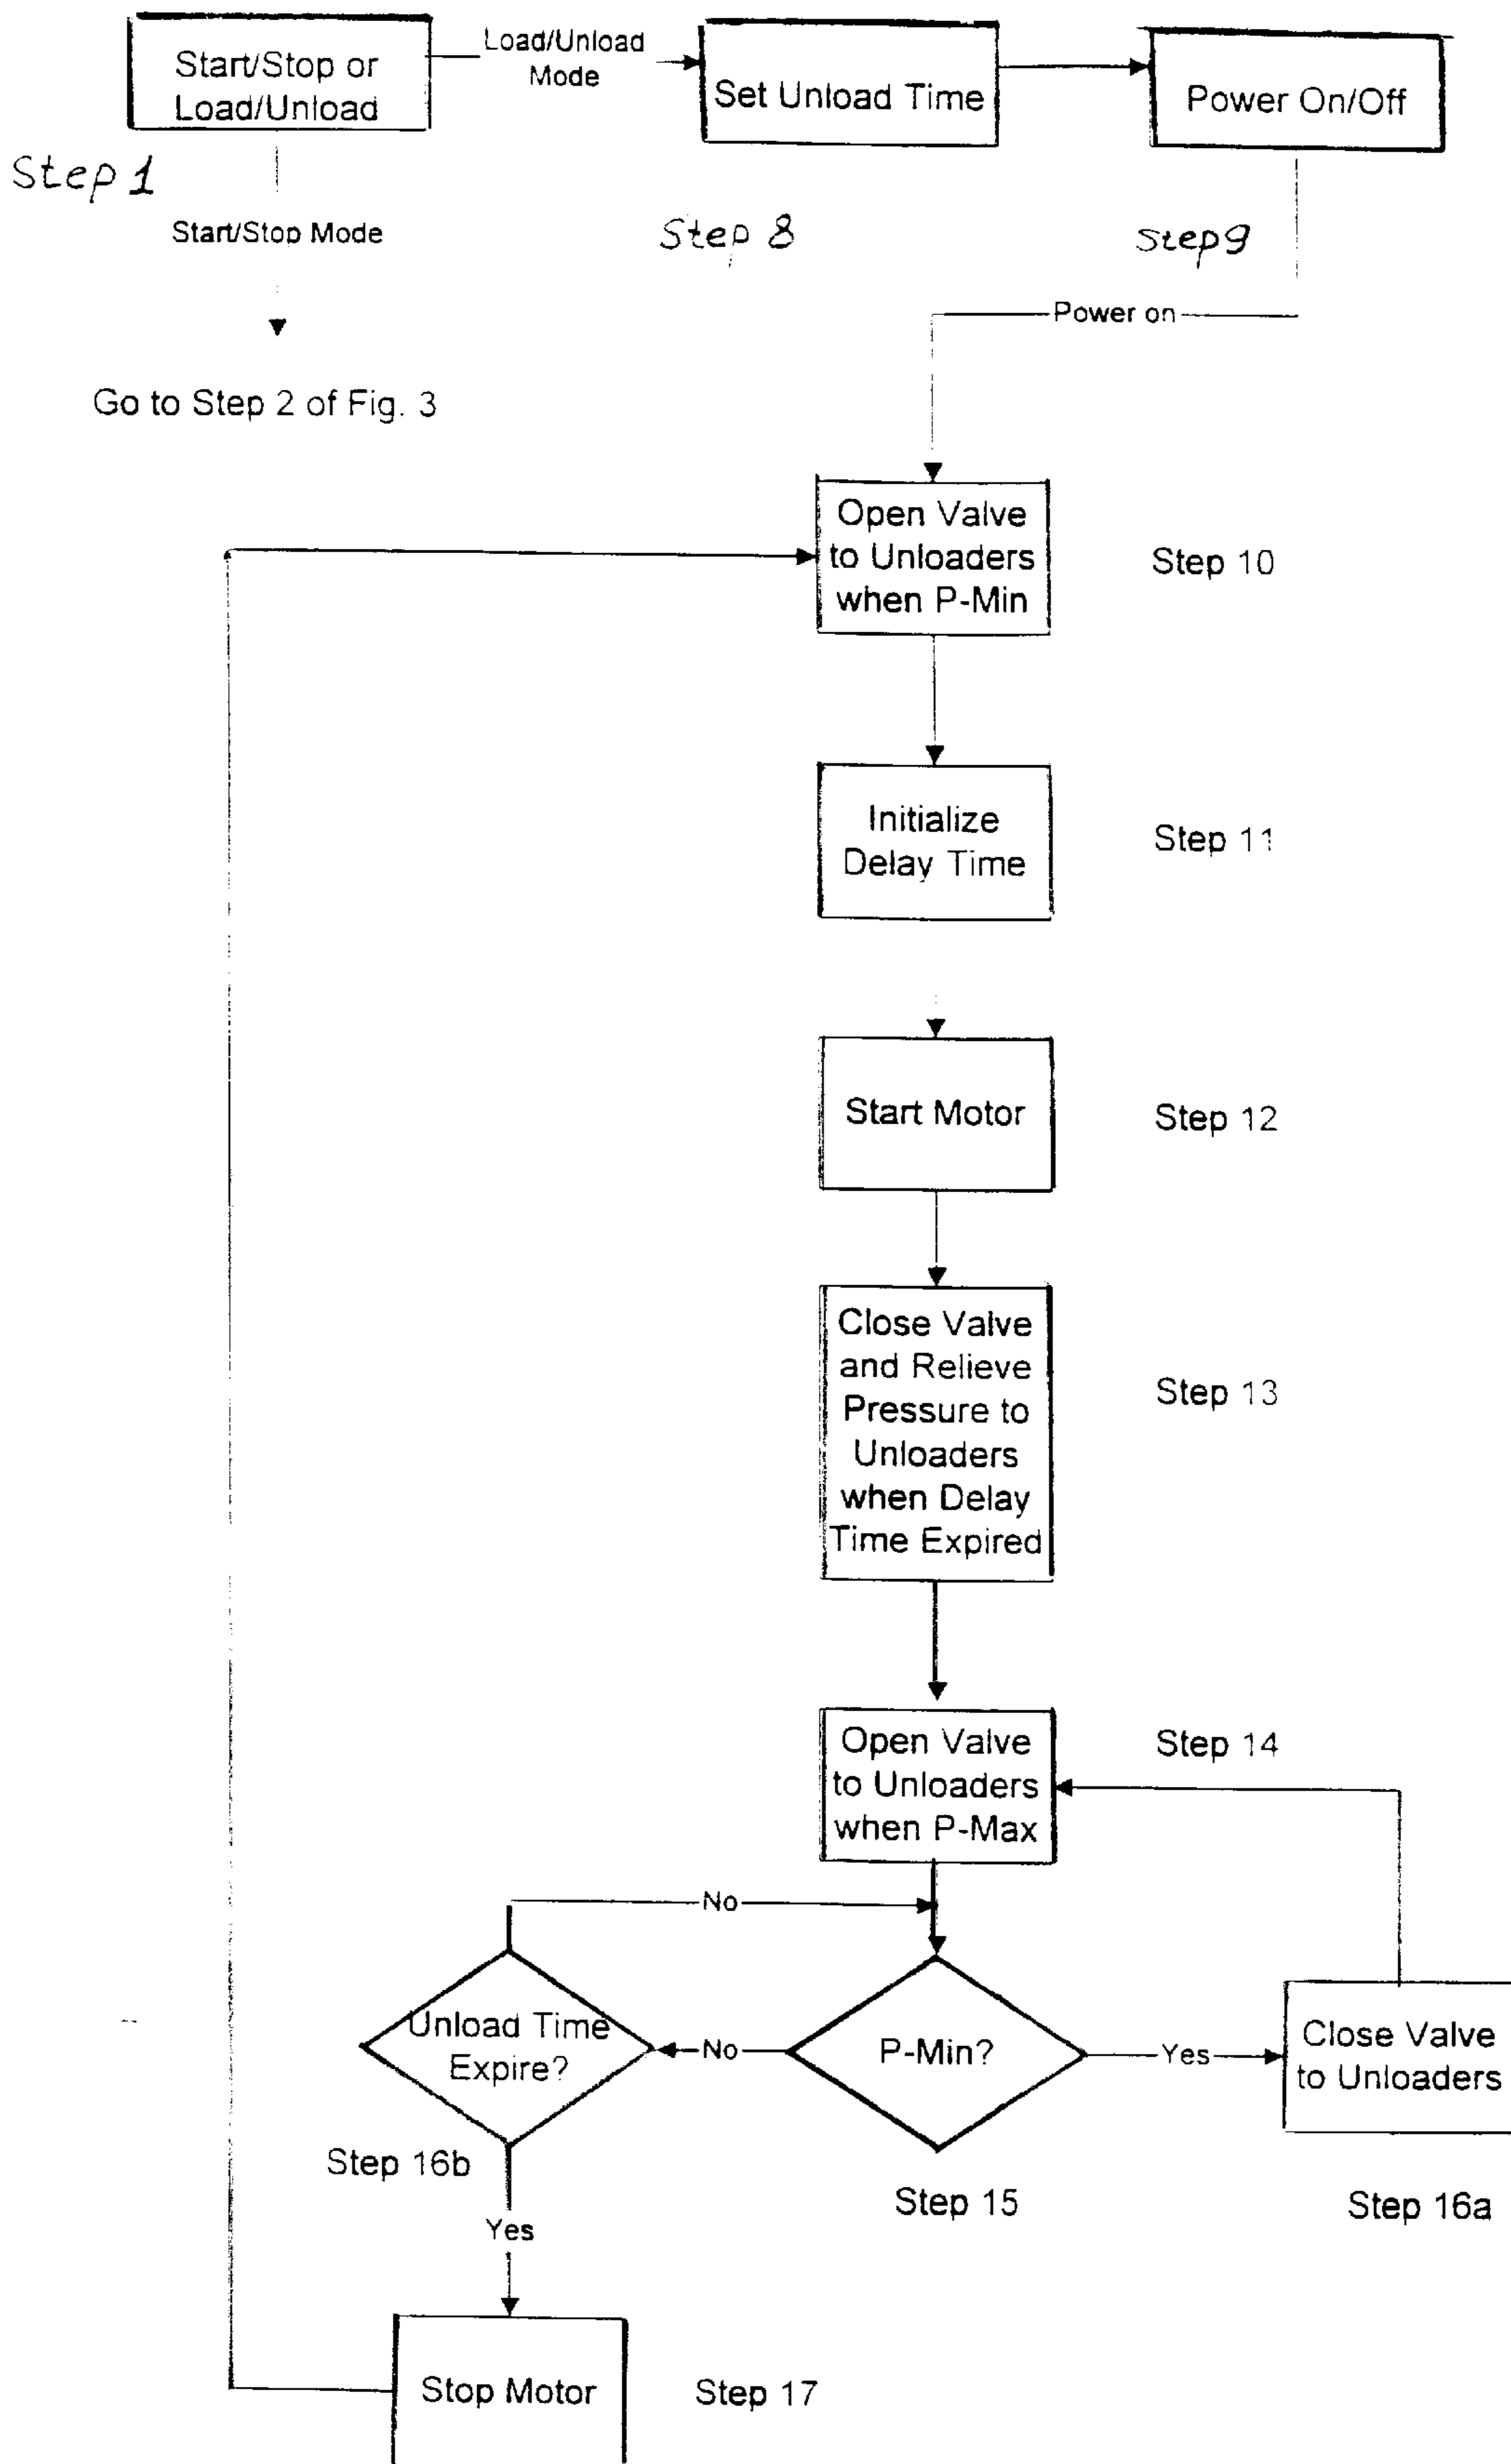 Start/Stop or
Load/Unload
Load/Unload
Mode
Set Unload Time
Power On/Off
Step 1
Start/Stop Mode
Step 8
Step 9
Power on
Go to Step 2 of Fig. 3
Open Valve
to Unloaders
when P-Min
Step 10
Initialize
Delay Time
Step 11
Start Motor
Step 12
Close Valve
and Relieve
Pressure to
Unloaders
when Delay
Time Expired
Step 13
Open Valve
to Unloaders
when P-Max
Step 14
No
Unload Time
Expire?
No
P-Min?
Yes
Close Valve
to Unloaders
Step 16b
Step 15
Step 16a
Yes
Stop Motor
Step 17